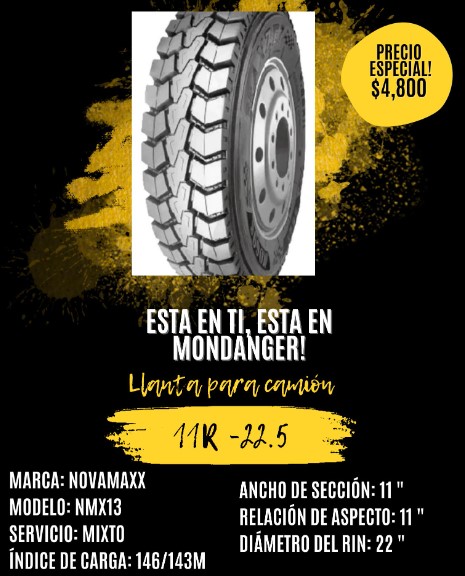 PRECIO
ESPECIAL!
$4,800
ESTA EN TI, ESTA EN
MONDANGER!
Llanta para camión
11R -22.5
MARCA: NOVAMAXX
MODELO: NMX13
SERVICIO: MIXTO
ÍNDICE DE CARGA: 146/143M
ANCHO DE SECCIÓN: 11 "
RELACIÓN DE ASPECTO: 11 "
DIÁMETRO DEL RIN: 22 "